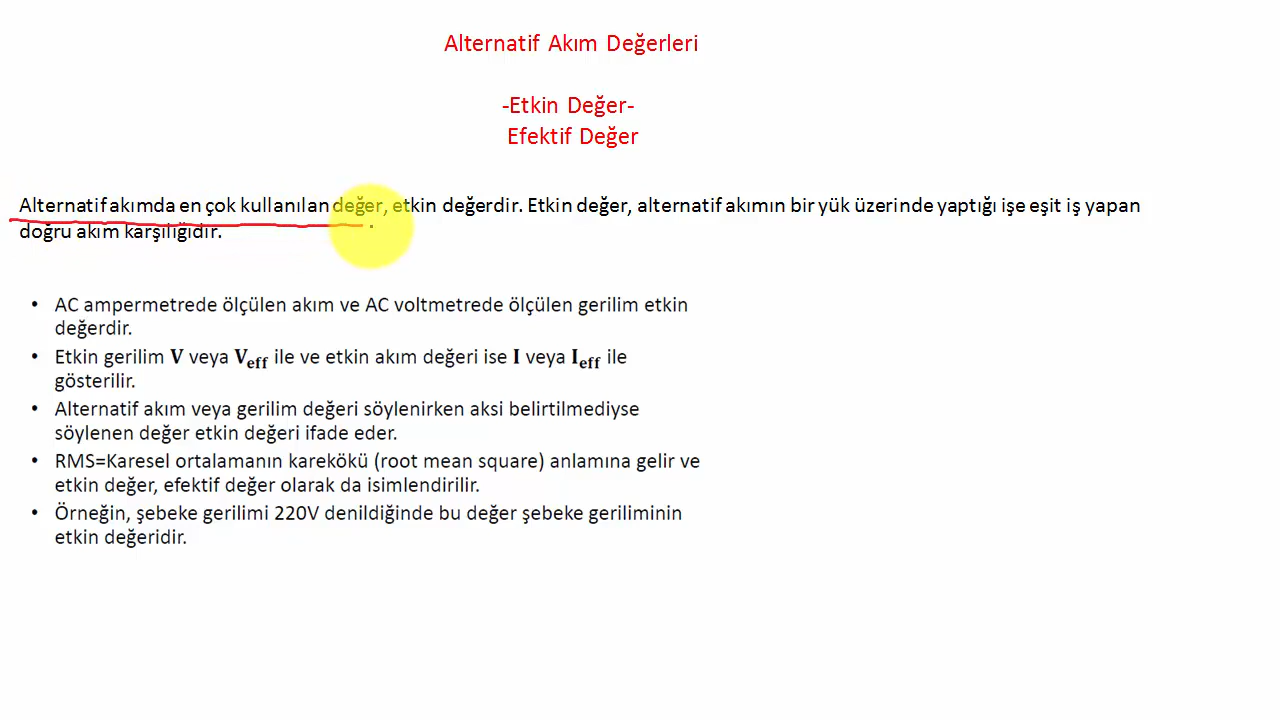 Alternatif Akım Değerleri
-Etkin Değer-
Efektif Değer
Alternatif akımda en çok kullanılan değer, etkin değerdir. Etkin değer, alternatif akımın bir yük üzerinde yaptığı işe eşit iş yapan
doğru akım karşılığıdır.
• AC ampermetrede ölçülen akım ve AC voltmetrede ölçülen gerilim etkin
değerdir.
• Etkin gerilim V veya Veff ile ve etkin akım değeri ise I veya Ieff ile
gösterilir.
• Alternatif akım veya gerilim değeri söylenirken aksi belirtilmediyse
söylenen değer etkin değeri ifade eder.
• RMS=Karesel ortalamanın karekökü (root mean square) anlamına gelir ve
etkin değer, efektif değer olarak da isimlendirilir.
• Örneğin, şebeke gerilimi 220V denildiğinde bu değer şebeke geriliminin
etkin değeridir.